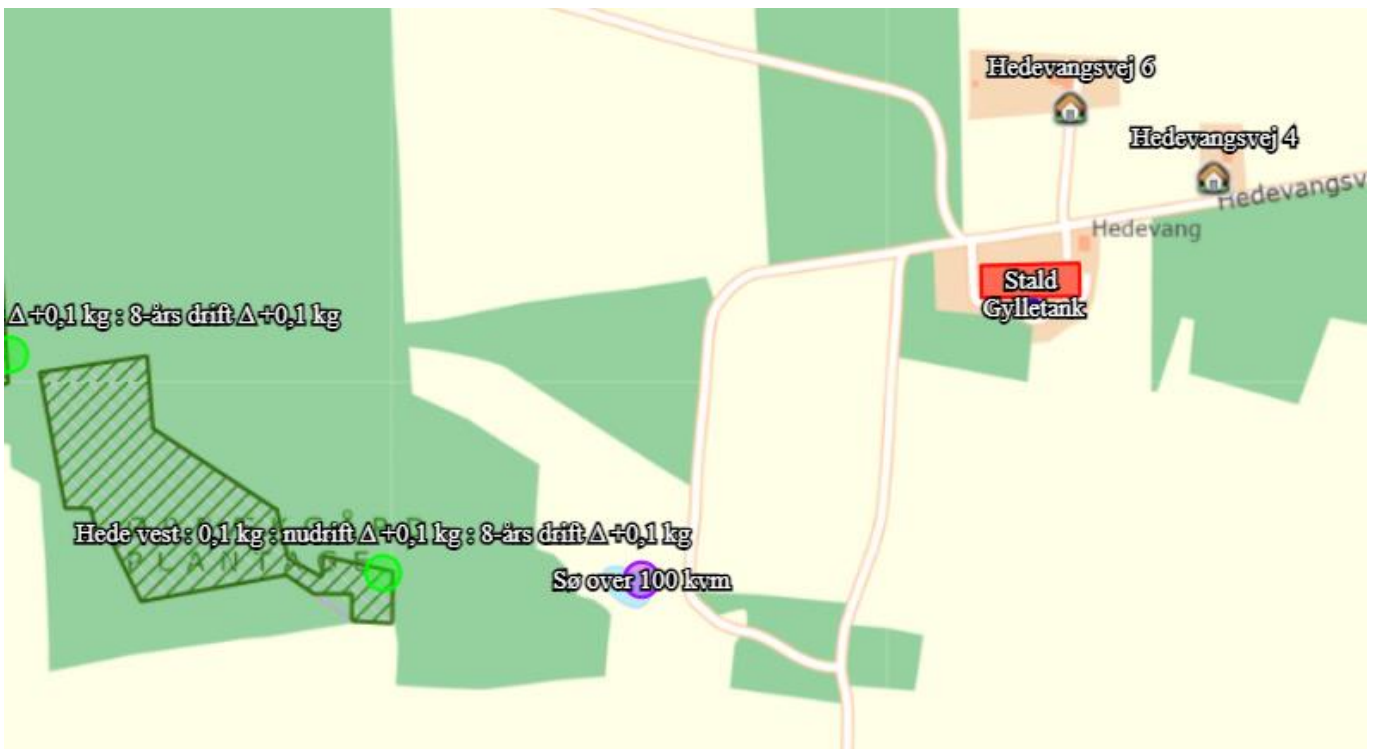 Hedevangsvej 6
Hedevangsvej 4
Hedevangsv
Hedevang
Stald
Gylletank
Δ +0,1 kg : 8-års drift Δ +0,1 kg
Hede vest : 0,1 kg : nudrift Δ +0,1 kg : 8-års drift Δ +0,1 kg
PLANTAGE
Sø over 100 kvm